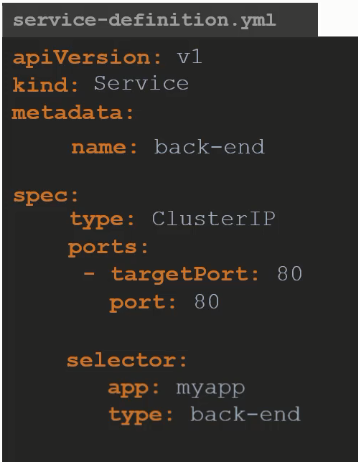 service-definition.yml
apiVersion: v1
kind: Service
metadata:
name: back-end
spec:
type: ClusterIP
ports:
- targetPort: 80
port: 80
selector:
app: myapp
type: back-end